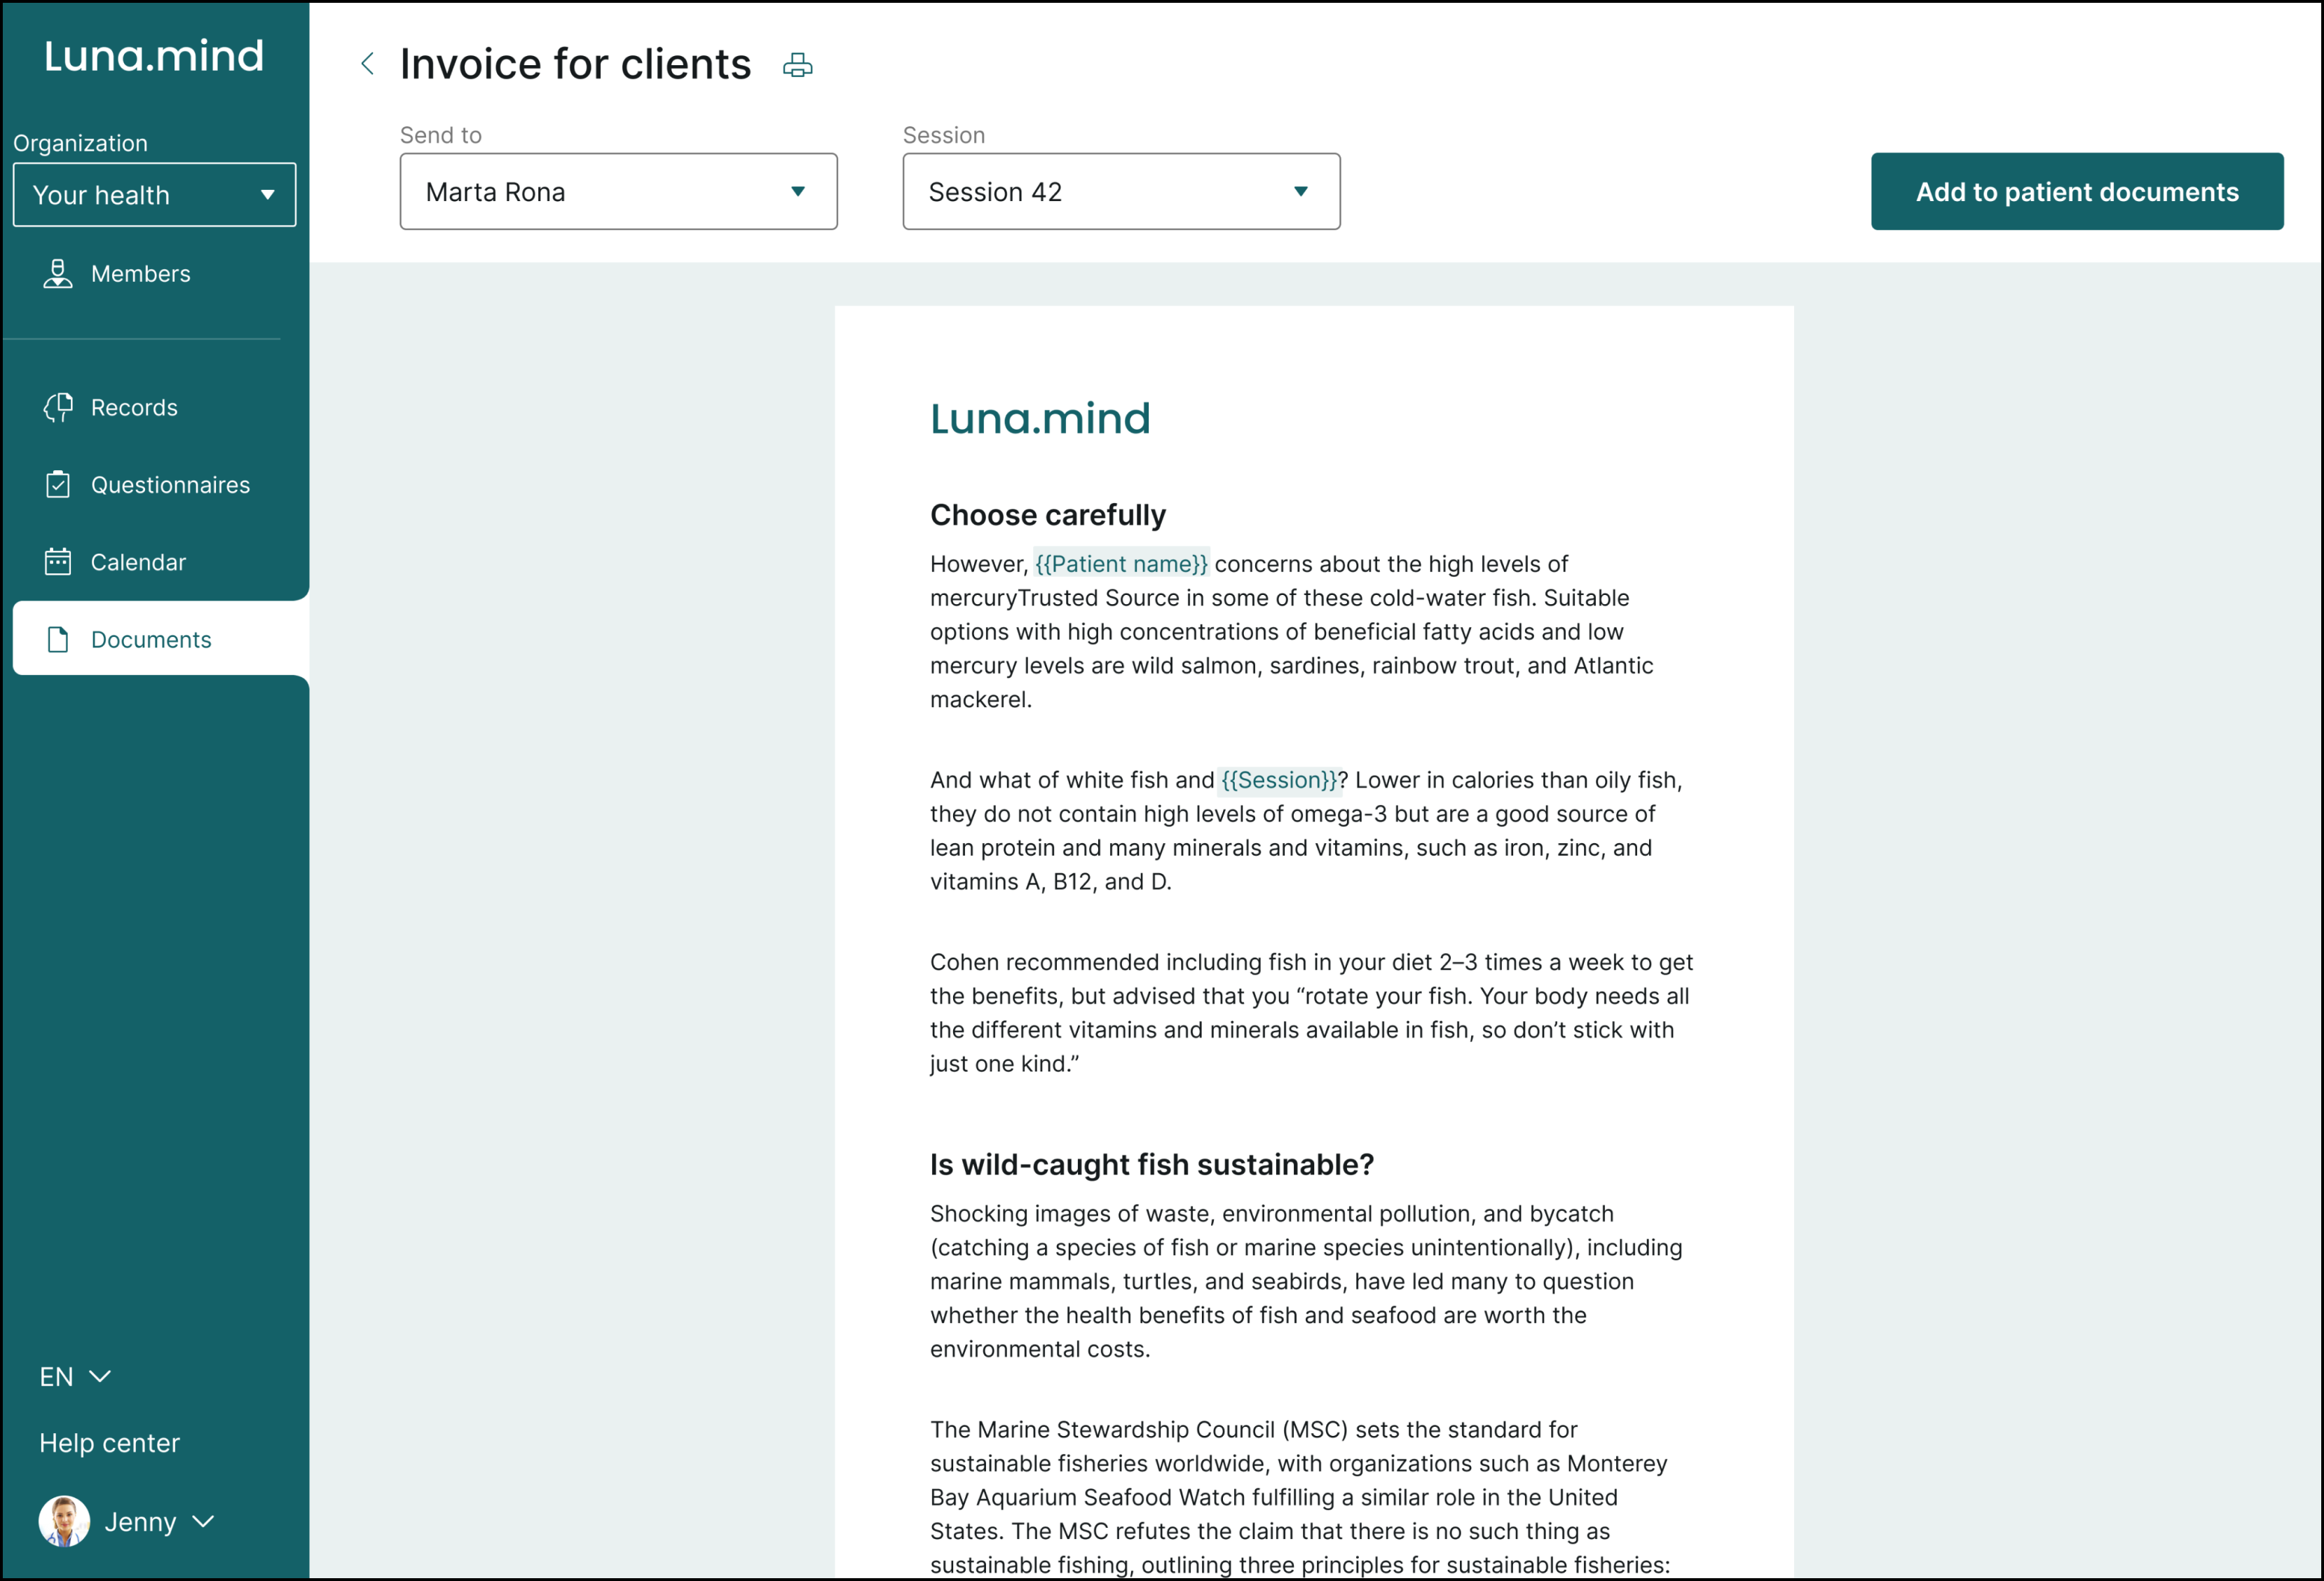 Luna.mind
Organization
Your health
Members
Records
Questionnaires
Calendar
Documents
EN
Help center
Jenny
Invoice for clients
Send to
Marta Rona
Session
Session 42
Add to patient documents
Luna.mind
Choose carefully
However, {{Patient name}} concerns about the high levels of
mercuryTrusted Source in some of these cold-water fish. Suitable
options with high concentrations of beneficial fatty acids and low
mercury levels are wild salmon, sardines, rainbow trout, and Atlantic
mackerel.
And what of white fish and {{Session}}? Lower in calories than oily fish,
they do not contain high levels of omega-3 but are a good source of
lean protein and many minerals and vitamins, such as iron, zinc, and
vitamins A, B12, and D.
Cohen recommended including fish in your diet 2–3 times a week to get
the benefits, but advised that you “rotate your fish. Your body needs all
the different vitamins and minerals available in fish, so don’t stick with
just one kind.”
Is wild-caught fish sustainable?
Shocking images of waste, environmental pollution, and bycatch
(catching a species of fish or marine species unintentionally), including
marine mammals, turtles, and seabirds, have led many to question
whether the health benefits of fish and seafood are worth the
environmental costs.
The Marine Stewardship Council (MSC) sets the standard for
sustainable fisheries worldwide, with organizations such as Monterey
Bay Aquarium Seafood Watch fulfilling a similar role in the United
States. The MSC refutes the claim that there is no such thing as
sustainable fishing, outlining three principles for sustainable fisheries: